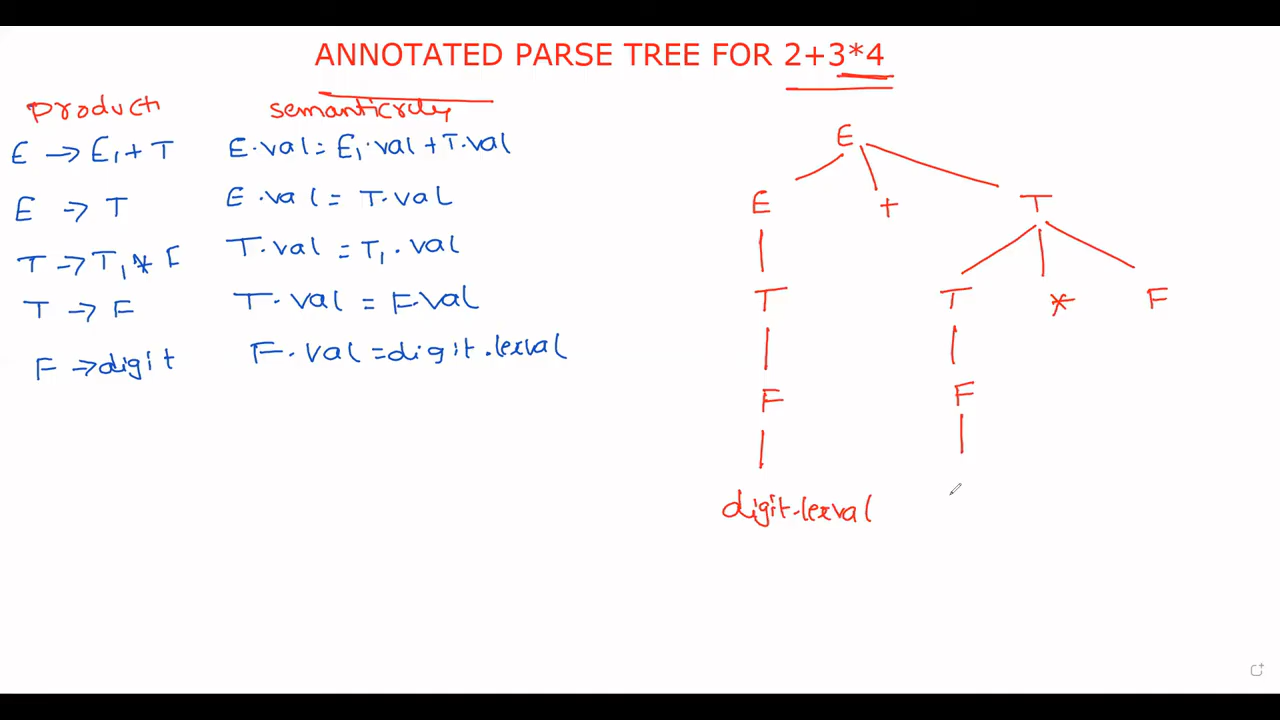 ANNOTATED PARSE TREE FOR 2+3*4
product semanticrule
E → E₁ + T E.val = E₁.val + T.val
E → T E.val = T.val
T → T₁ * F T.val = T₁.val
T → F T.val = F.val
F → digit F.val = digit.lexval
E
E + T
T T * F
F F
digit.lexval